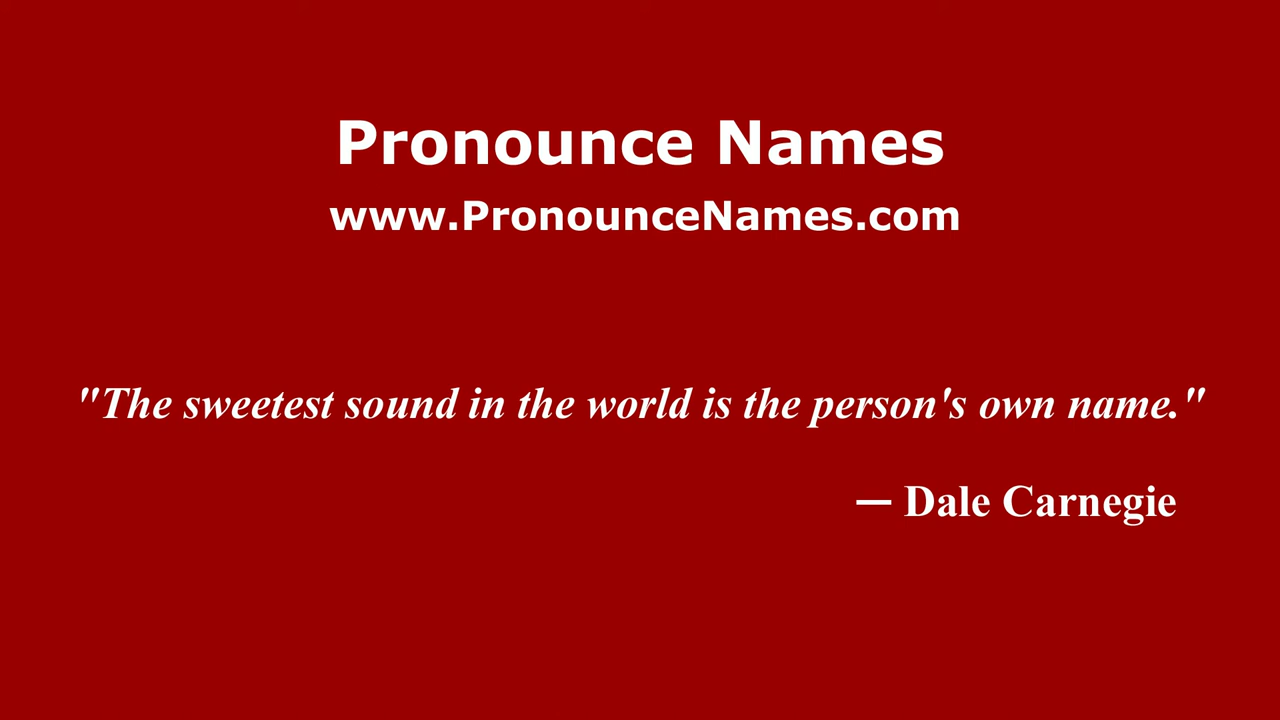 Pronounce Names
www.PronounceNames.com
"The sweetest sound in the world is the person's own name."
— Dale Carnegie